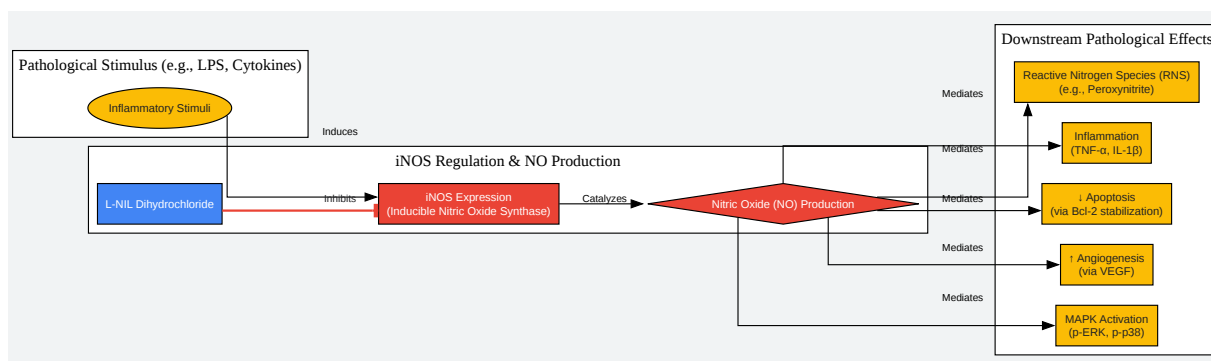 Pathological Stimulus (e.g., LPS, Cytokines)
Inflammatory Stimuli
Induces
iNOS Regulation & NO Production
L-NIL Dihydrochloride
Inhibits
iNOS Expression
(Inducible Nitric Oxide Synthase)
Catalyzes
Nitric Oxide (NO) Production
Mediates
Mediates
Mediates
Mediates
Mediates
Downstream Pathological Effects
Reactive Nitrogen Species (RNS)
(e.g., Peroxynitrite)
Inflammation
(TNF-α, IL-1β)
↓ Apoptosis
(via Bcl-2 stabilization)
↑ Angiogenesis
(via VEGF)
MAPK Activation
(p-ERK, p-p38)